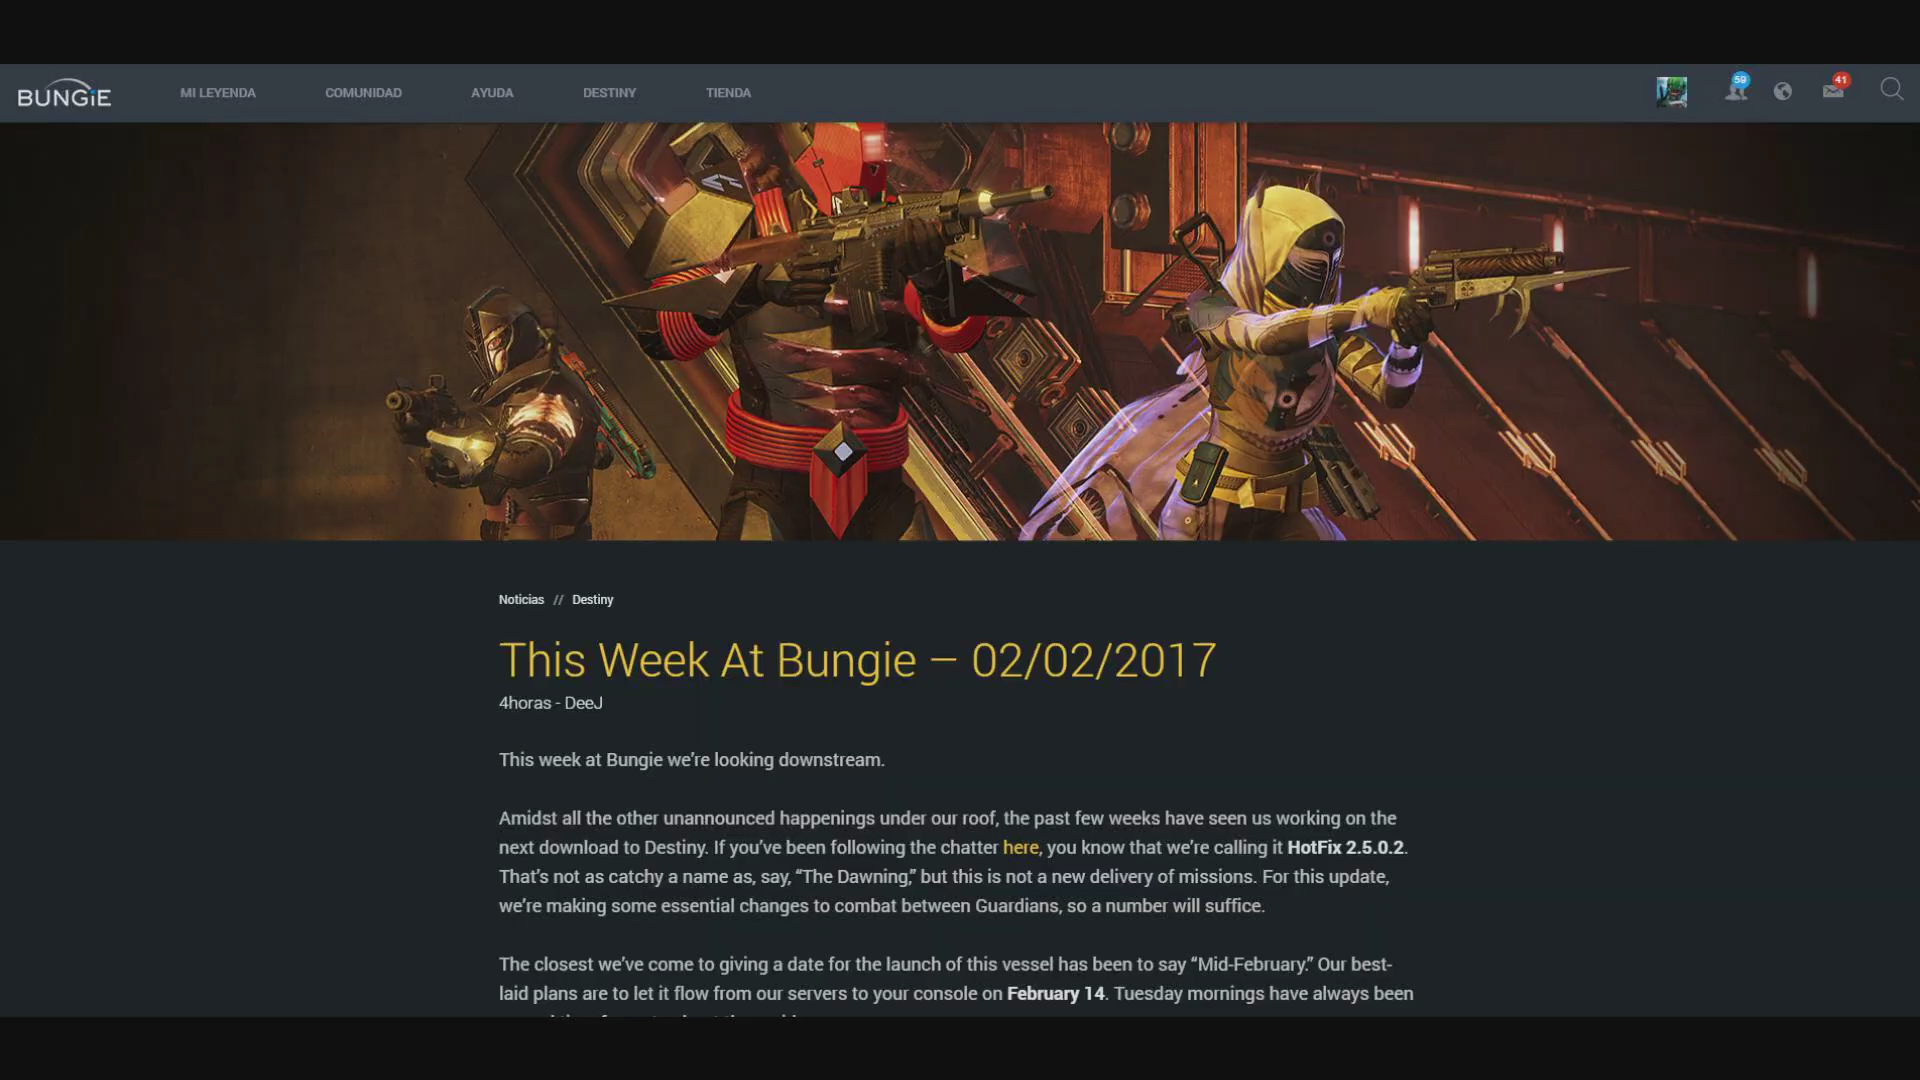 BUNGiE
MI LEYENDA
COMUNIDAD
AYUDA
DESTINY
TIENDA
59
41
Noticias // Destiny
This Week At Bungie – 02/02/2017
4horas - DeeJ
This week at Bungie we’re looking downstream.
Amidst all the other unannounced happenings under our roof, the past few weeks have seen us working on the
next download to Destiny. If you’ve been following the chatter here, you know that we’re calling it HotFix 2.5.0.2.
That’s not as catchy a name as, say, “The Dawning,” but this is not a new delivery of missions. For this update,
we’re making some essential changes to combat between Guardians, so a number will suffice.
The closest we’ve come to giving a date for the launch of this vessel has been to say “Mid-February.” Our best-
laid plans are to let it flow from our servers to your console on February 14. Tuesday mornings have always been